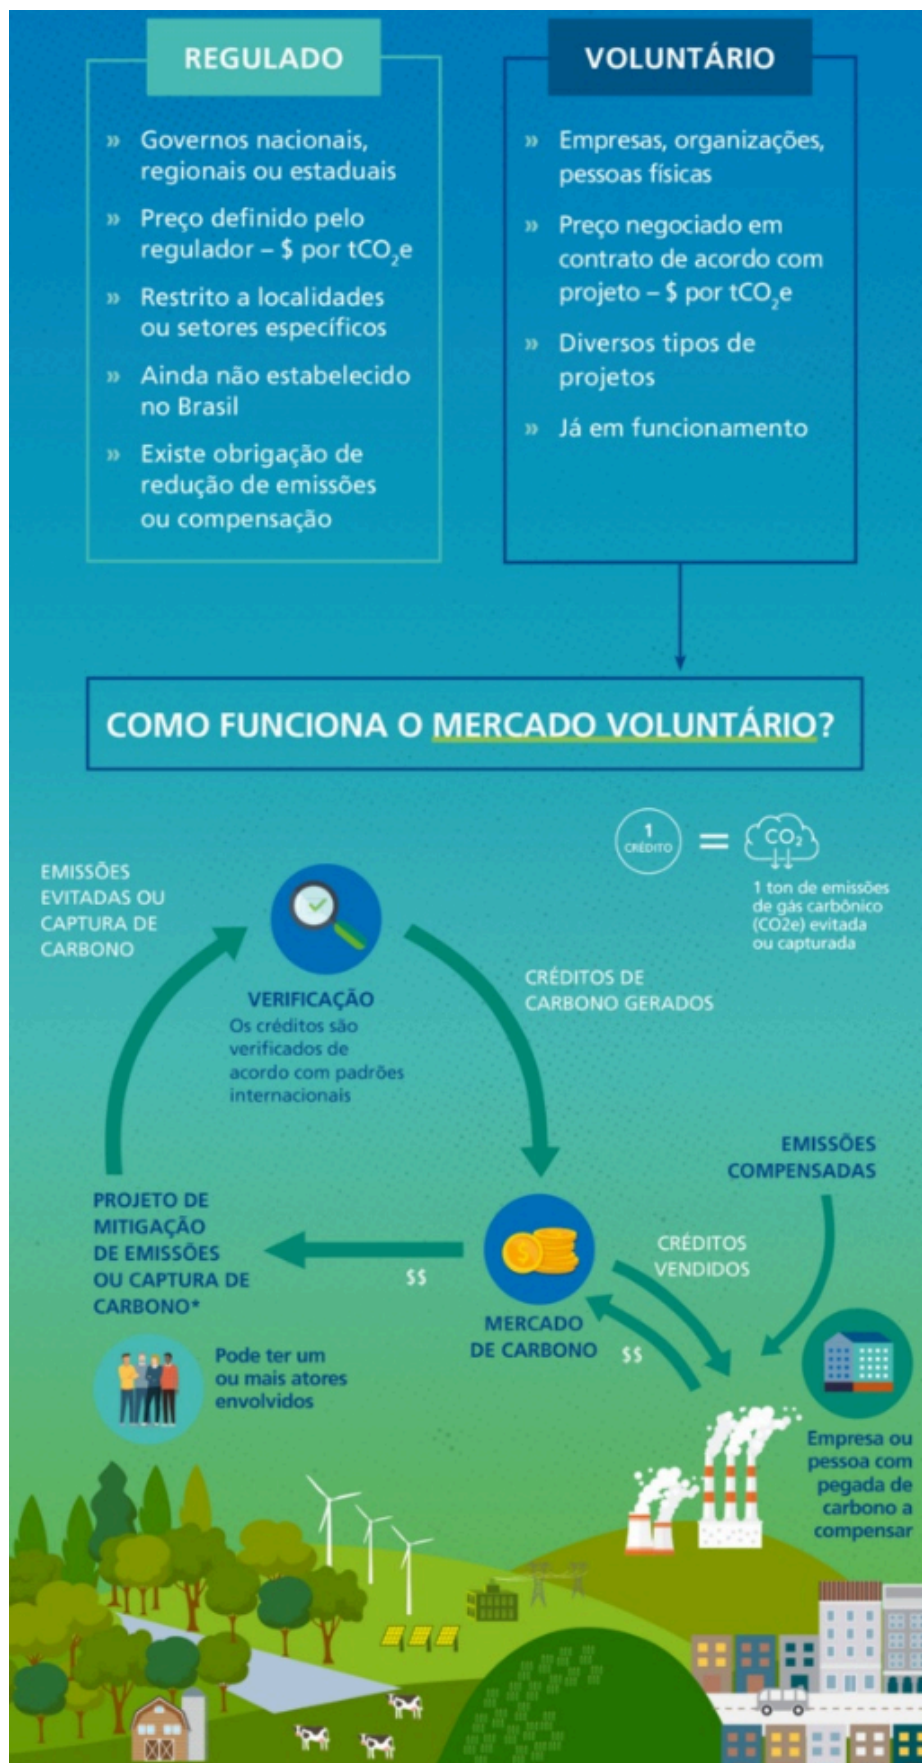 REGULADO
» Governos nacionais,
regionais ou estaduais
» Preço definido pelo
regulador – $ por tCO₂e
» Restrito a localidades
ou setores específicos
» Ainda não estabelecido
no Brasil
» Existe obrigação de
redução de emissões
ou compensação
VOLUNTÁRIO
» Empresas, organizações,
pessoas físicas
» Preço negociado em
contrato de acordo com
projeto – $ por tCO₂e
» Diversos tipos de
projetos
» Já em funcionamento
COMO FUNCIONA O MERCADO VOLUNTÁRIO?
1
CRÉDITO
=
CO₂
1 ton de emissões
de gás carbônico
(CO2e) evitada
ou capturada
EMISSÕES
EVITADAS OU
CAPTURA DE
CARBONO
VERIFICAÇÃO
Os créditos são
verificados de
acordo com padrões
internacionais
CRÉDITOS DE
CARBONO GERADOS
EMISSÕES
COMPENSADAS
PROJETO DE
MITIGAÇÃO
DE EMISSÕES
OU CAPTURA DE
CARBONO*
$$
$
MERCADO
DE CARBONO
CRÉDITOS
VENDIDOS
$$
Pode ter um
ou mais atores
envolvidos
Empresa ou
pessoa com
pegada de
carbono a
compensar